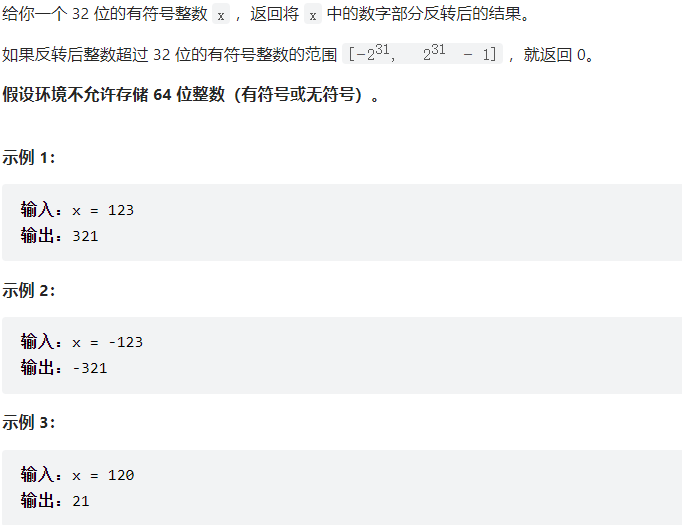 给你一个 32 位的有符号整数 x ，返回将 x 中的数字部分反转后的结果。
如果反转后整数超过 32 位的有符号整数的范围 [−2³¹,  2³¹ − 1] ，就返回 0。
假设环境不允许存储 64 位整数（有符号或无符号）。
示例 1：
输入：x = 123
输出：321
示例 2：
输入：x = -123
输出：-321
示例 3：
输入：x = 120
输出：21